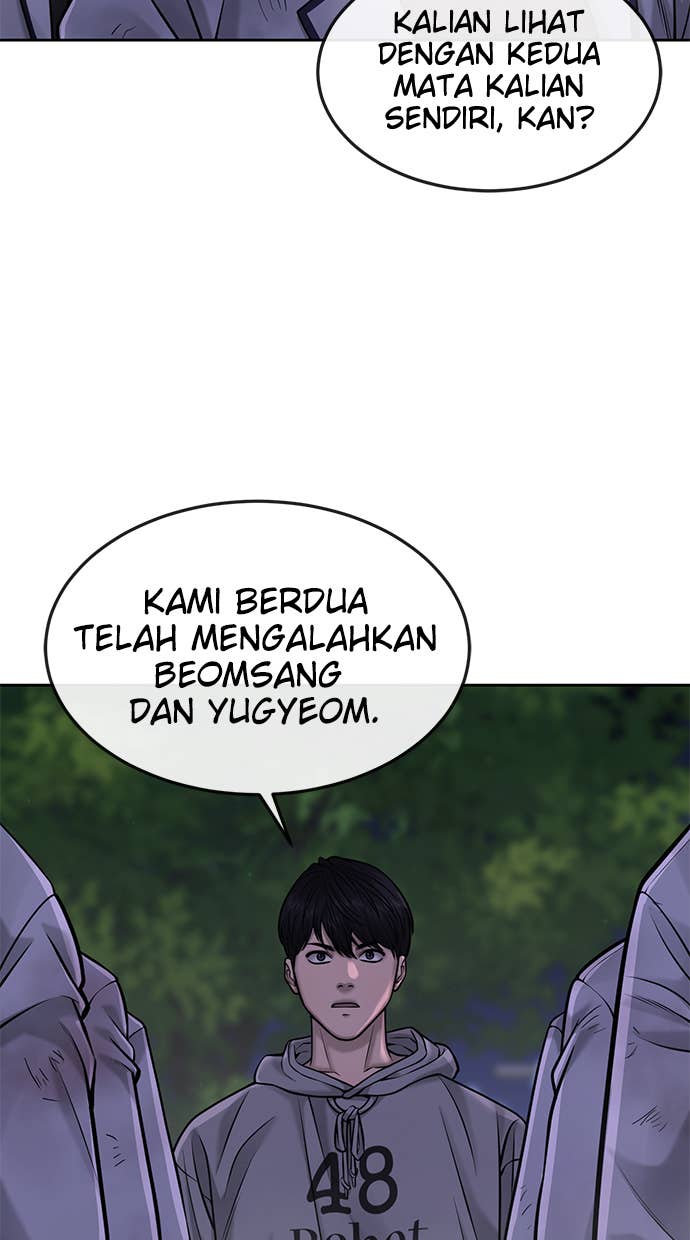 KALIAN LIHAT
DENGAN KEDUA
MATA KALIAN
SENDIRI, KAN?
KAMI BERDUA
TELAH MENGALAHKAN
BEOMSANG
DAN YUGYEOM.
48